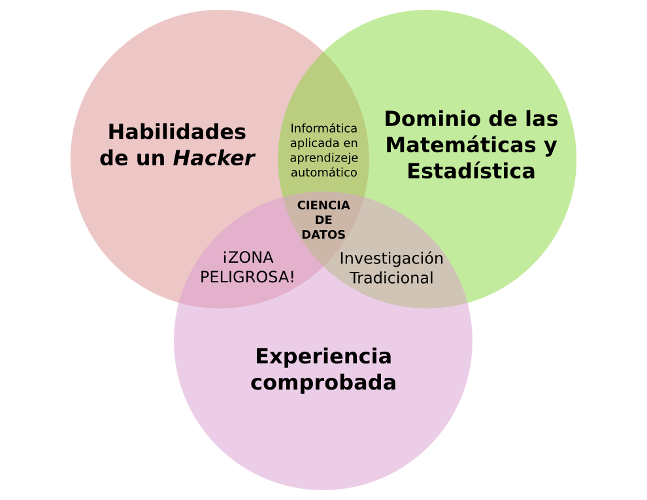 Habilidades
de un Hacker
Dominio de las
Matemáticas y
Estadística
Informática
aplicada en
aprendizeje
automático
CIENCIA
DE
DATOS
¡ZONA
PELIGROSA!
Investigación
Tradicional
Experiencia
comprobada